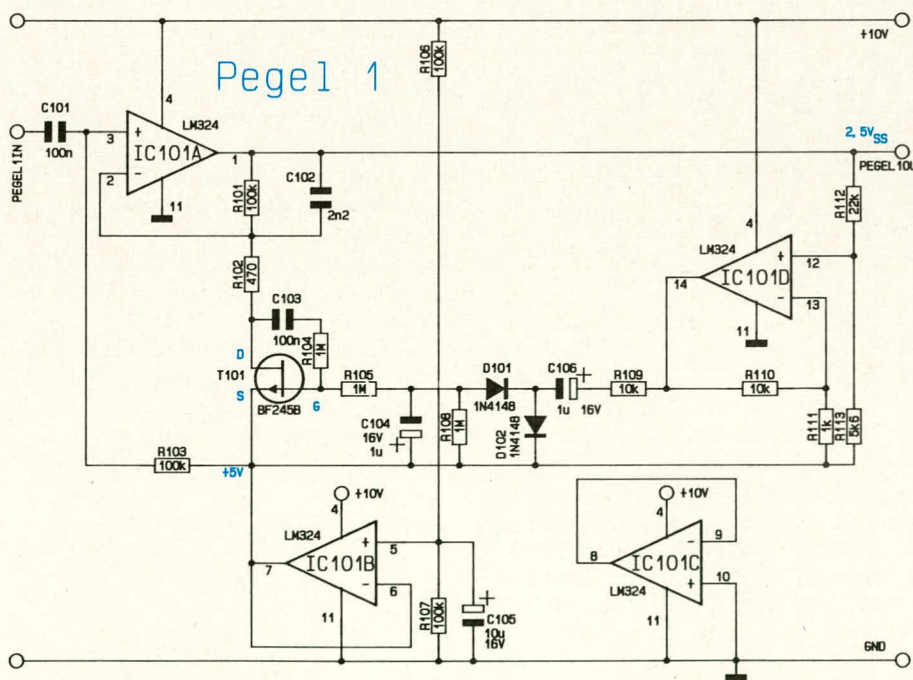 +10V
R106
100k
Pegel 1
C101
100n
4
LM324
3
+
IC101A
1
-
2
11
PEGEL1IN
2,5Vss
PEGEL1OU
R101
100k
C102
2n2
R112
22k
4
LM324
+
12
14
IC101D
-
13
11
R102
470
C103
100n
R104
1M
D
T101
S
BF245B
G
R105
1M
D101
1N4148
C106
+
1u
16V
R109
10k
R110
10k
C104
16V
1u
+
R108
1M
D102
1N4148
R111
1k
R113
5k6
R103
100k
+5V
+10V
4
LM324
+
5
7
IC101B
-
6
11
+10V
4
-
9
8
IC101C
+
10
LM324
11
R107
100k
+
C105
10u
16V
GND